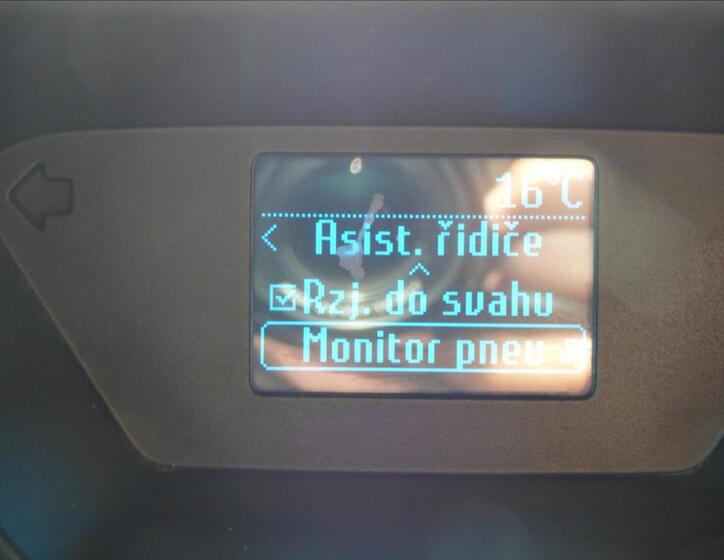 16°C
< Asist. řidiče
Rzj. do svahu
Monitor pneu